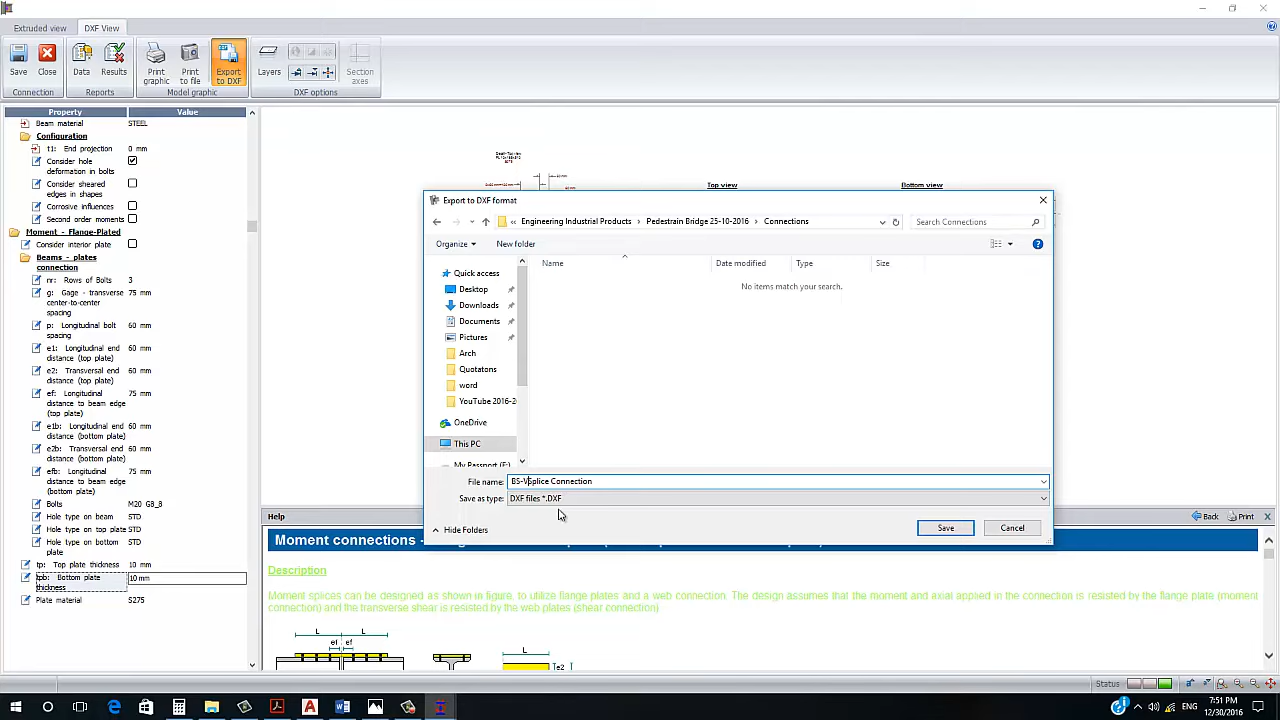 Extruded view DXF View
Save Close Data Results Print graphic Print to file Export to DXF Layers Section axes
Connection Reports Model graphic DXF options
Property Value
Beam material STEEL
Configuration
t1: End projection 0 mm
Consider hole
deformation in bolts
Consider sheared
edges in shapes
Corrosive influences
Second order moments
Moment - Flange-Plated
Consider interior plate
Beams - plates
connection
nr: Rows of Bolts 3
g: Gage - transverse 75 mm
center-to-center
spacing
p: Longitudinal bolt 60 mm
spacing
e1: Longitudinal end 60 mm
distance (top plate)
e2: Transversal end 60 mm
distance (top plate)
ef: Longitudinal 75 mm
distance to beam edge
(top plate)
e1b: Longitudinal end 60 mm
distance (bottom plate)
e2b: Transversal end 60 mm
distance (bottom plate)
efb: Longitudinal 75 mm
distance to beam edge
(bottom plate)
Bolts M20 G8_8
Hole type on beam STD
Hole type on top plate STD
Hole type on bottom STD
plate
tp: Top plate thickness 10 mm
tpb: Bottom plate 10 mm
thickness
Plate material S275
Top view Bottom view
Export to DXF format
« Engineering Industrial Products › Pedestrain Bridge 25-10-2016 › Connections
Search Connections
Organize New folder
Quick access
Desktop
Downloads
Documents
Pictures
Arch
Quotatons
word
YouTube 2016-2
OneDrive
This PC
My Passport (F:)
Name Date modified Type Size
No items match your search.
File name: BS-VSplice Connection
Save as type: DXF files *.DXF
Hide Folders Save Cancel
Help Back Print
Moment connections -
Description
Moment splices can be designed as shown in figure, to utilize flange plates and a web connection. The design assumes that the moment and axial applied in the connection is resisted by the flange plate (moment
connection) and the transverse shear is resisted by the web plates (shear connection)
L L
ef ef
L
e2
Status
ENG 7:51 PM
12/30/2016